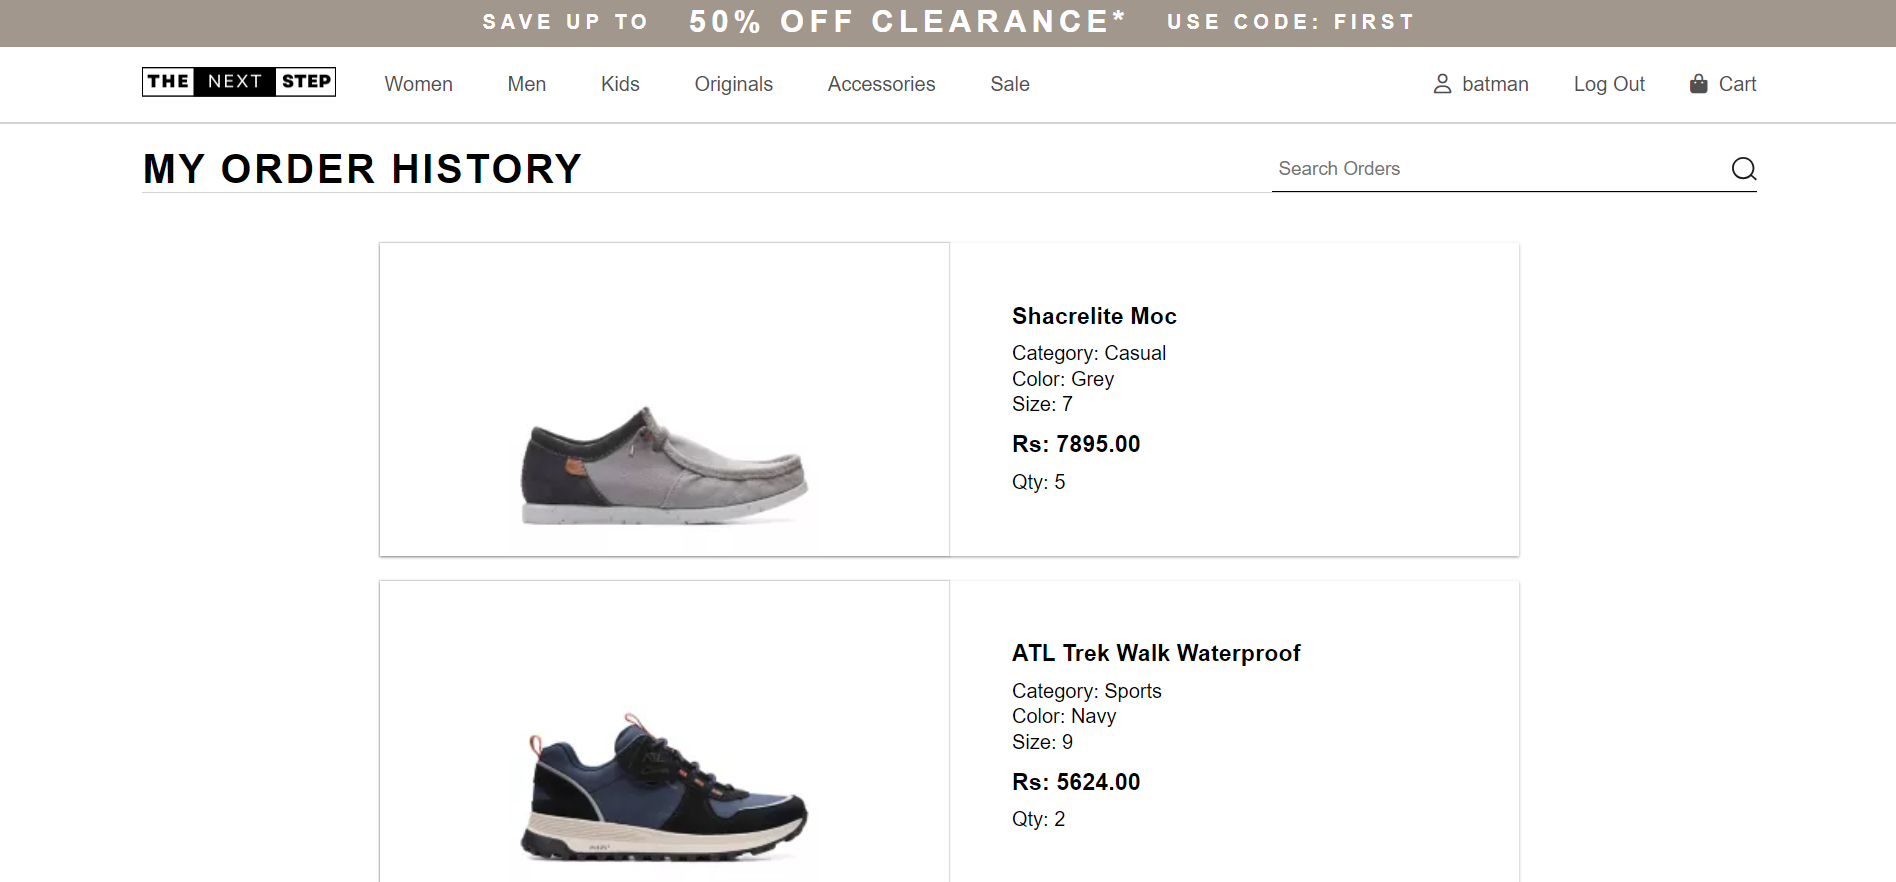 SAVE UP TO 50% OFF CLEARANCE* USE CODE: FIRST
THE NEXT STEP Women Men Kids Originals Accessories Sale batman Log Out Cart
MY ORDER HISTORY Search Orders
Shacrelite Moc
Category: Casual
Color: Grey
Size: 7
Rs: 7895.00
Qty: 5
ATL Trek Walk Waterproof
Category: Sports
Color: Navy
Size: 9
Rs: 5624.00
Qty: 2